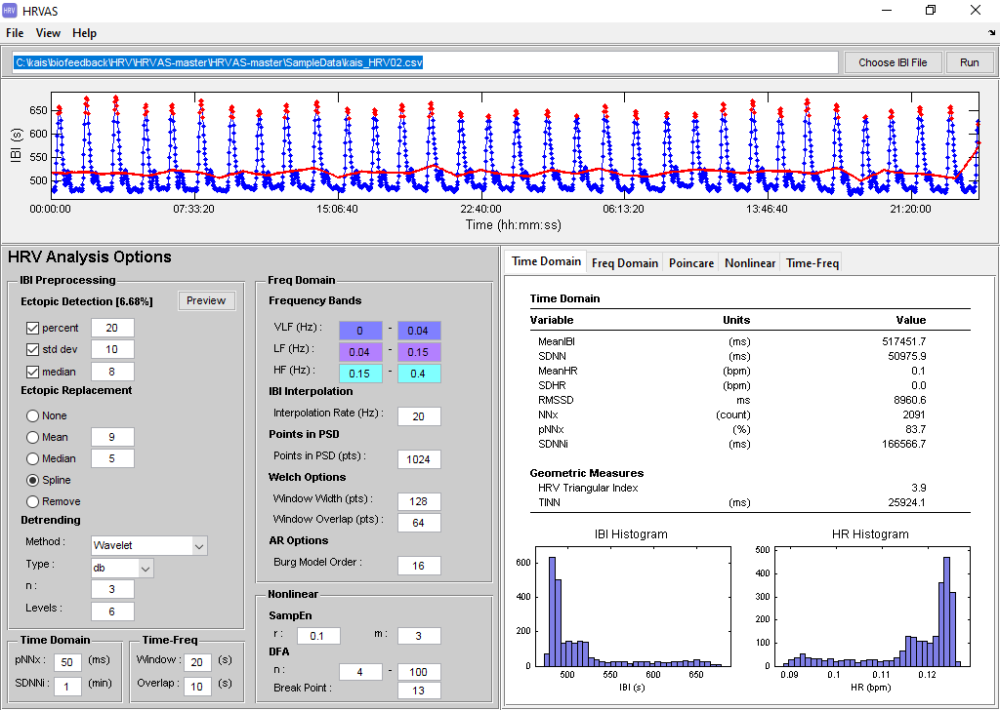 HRV HRVAS
File View Help
C:\kais\biofeedback\HRV\HRVAS-master\HRVAS-master\SampleData\kais_HRV02.csv Choose IBI File Run
IBI (s)
650
600
550
500
00:00:00 07:33:20 15:06:40 22:40:00 06:13:20 13:46:40 21:20:00
Time (hh:mm:ss)
HRV Analysis Options
IBI Preprocessing
Ectopic Detection [6.68%] Preview
percent 20
std dev 10
median 8
Ectopic Replacement
None
Mean 9
Median 5
Spline
Remove
Detrending
Method : Wavelet
Type : db
n : 3
Levels : 6
Time Domain
pNNx : 50 (ms)
SDNNi : 1 (min)
Time-Freq
Window : 20 (s)
Overlap : 10 (s)
Freq Domain
Frequency Bands
VLF (Hz) : 0 - 0.04
LF (Hz) : 0.04 - 0.15
HF (Hz) : 0.15 - 0.4
IBI Interpolation
Interpolation Rate (Hz) : 20
Points in PSD
Points in PSD (pts) : 1024
Welch Options
Window Width (pts) : 128
Window Overlap (pts) : 64
AR Options
Burg Model Order : 16
Nonlinear
SampEn
r : 0.1 m : 3
DFA
n : 4 - 100
Break Point : 13
Time Domain Freq Domain Poincare Nonlinear Time-Freq
Time Domain
Variable Units Value
MeanIBI (ms) 517451.7
SDNN (ms) 50975.9
MeanHR (bpm) 0.1
SDHR (bpm) 0.0
RMSSD ms 8960.6
NNx (count) 2091
pNNx (%) 83.7
SDNNi (ms) 166566.7
Geometric Measures
HRV Triangular Index 3.9
TINN (ms) 25924.1
IBI Histogram
600
400
200
0
500 550 600 650
IBI (s)
HR Histogram
500
400
300
200
100
0
0.09 0.1 0.11 0.12
HR (bpm)